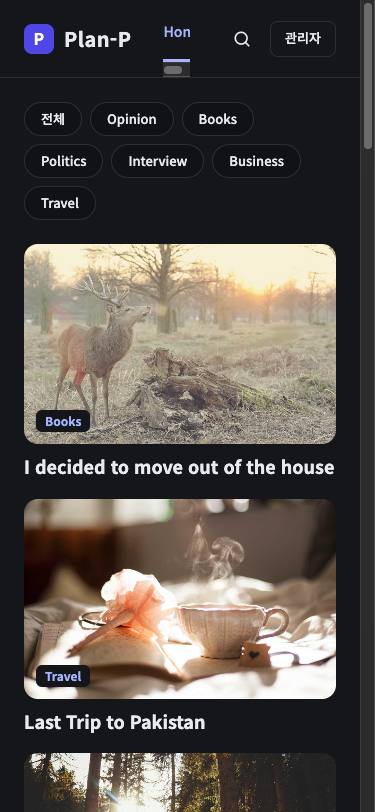 P Plan-P Hon 관리자
전체 Opinion Books
Politics Interview Business
Travel
Books
I decided to move out of the house
Travel
Last Trip to Pakistan